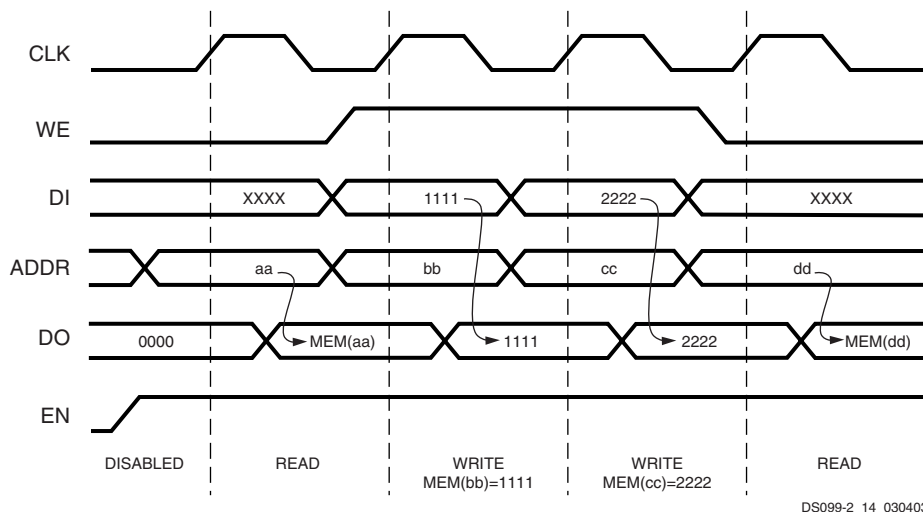 CLK
WE
DI XXXX 1111 2222 XXXX
ADDR aa bb cc dd
DO 0000 MEM(aa) 1111 2222 MEM(dd)
EN
DISABLED READ WRITE WRITE READ
MEM(bb)=1111 MEM(cc)=2222